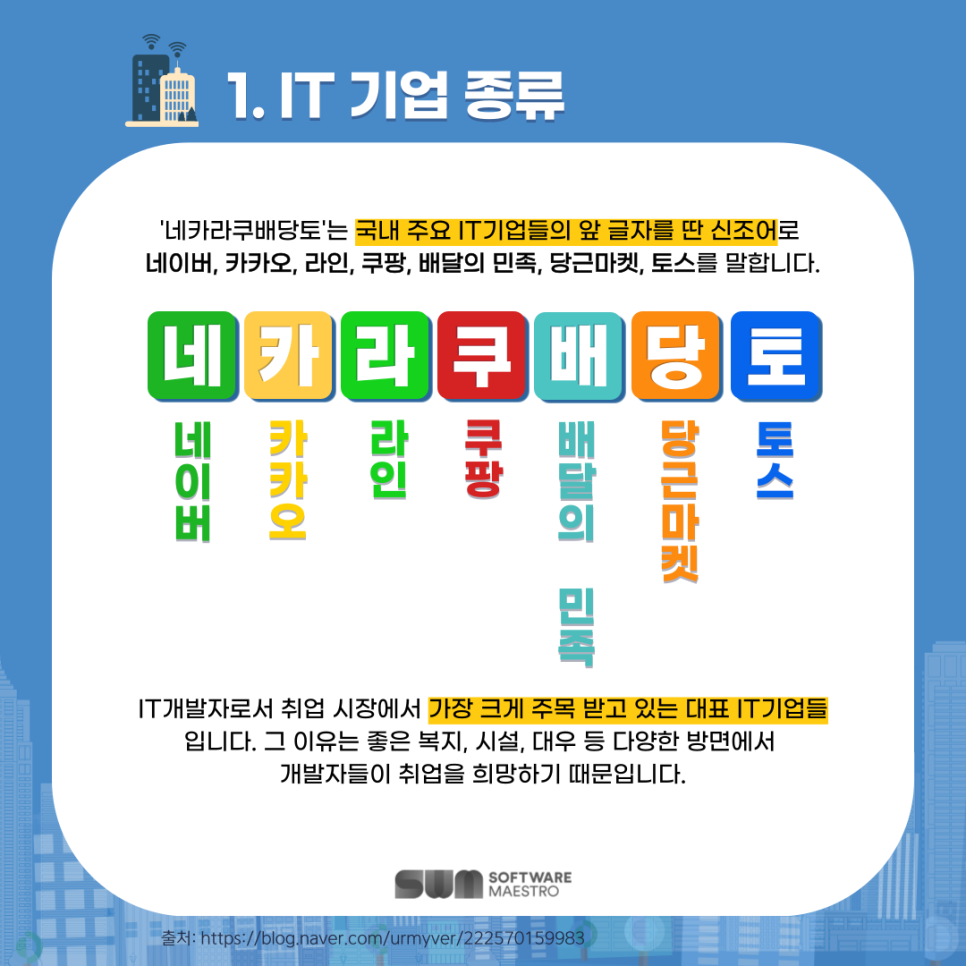 1. IT 기업 종류
'네카라쿠배당토'는 국내 주요 IT기업들의 앞 글자를 딴 신조어로
네이버, 카카오, 라인, 쿠팡, 배달의 민족, 당근마켓, 토스를 말합니다.
네 카 라 쿠 배 당 토
네이버
카카오
라인
쿠팡
배달의 민족
당근마켓
토스
IT개발자로서 취업 시장에서 가장 크게 주목 받고 있는 대표 IT기업들
입니다. 그 이유는 좋은 복지, 시설, 대우 등 다양한 방면에서
개발자들이 취업을 희망하기 때문입니다.
SWM SOFTWARE
MAESTRO
출처: https://blog.naver.com/urmyver/222570159983